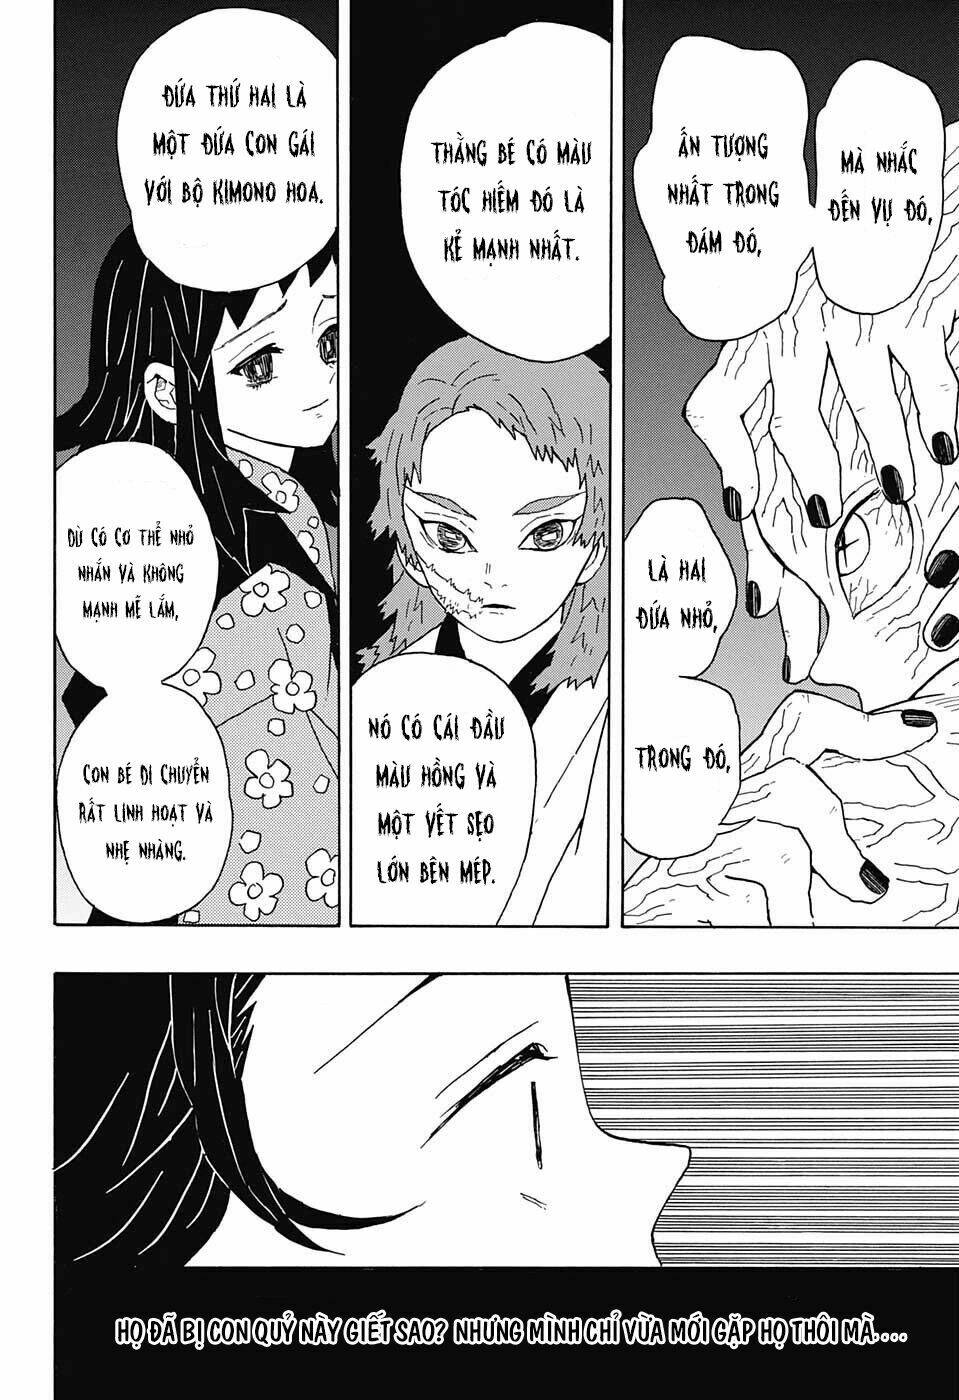 MÀ NHẮC
ĐẾN VỤ ĐÓ,
ẤN TƯỢNG
NHẤT TRONG
ĐÁM ĐÓ,
LÀ HAI
ĐỨA NHỎ,
TRONG ĐÓ,
THẰNG BÉ CÓ MÀU
TÓC HIẾM ĐÓ LÀ
KẺ MẠNH NHẤT.
NÓ CÓ CÁI ĐẦU
MÀU HỒNG VÀ
MỘT VẾT SẸO
LỚN BÊN MÉP.
ĐỨA THỨ HAI LÀ
MỘT ĐỨA CON GÁI
VỚI BỘ KIMONO HOA.
DÙ CÓ CƠ THỂ NHỎ
NHẮN VÀ KHÔNG
MẠNH MẼ LẮM,
CON BÉ DI CHUYỂN
RẤT LINH HOẠT VÀ
NHẸ NHÀNG.
HỌ ĐÃ BỊ CON QUỶ NÀY GIẾT SAO? NHƯNG MÌNH CHỈ VỪA MỚI GẶP HỌ THÔI MÀ....